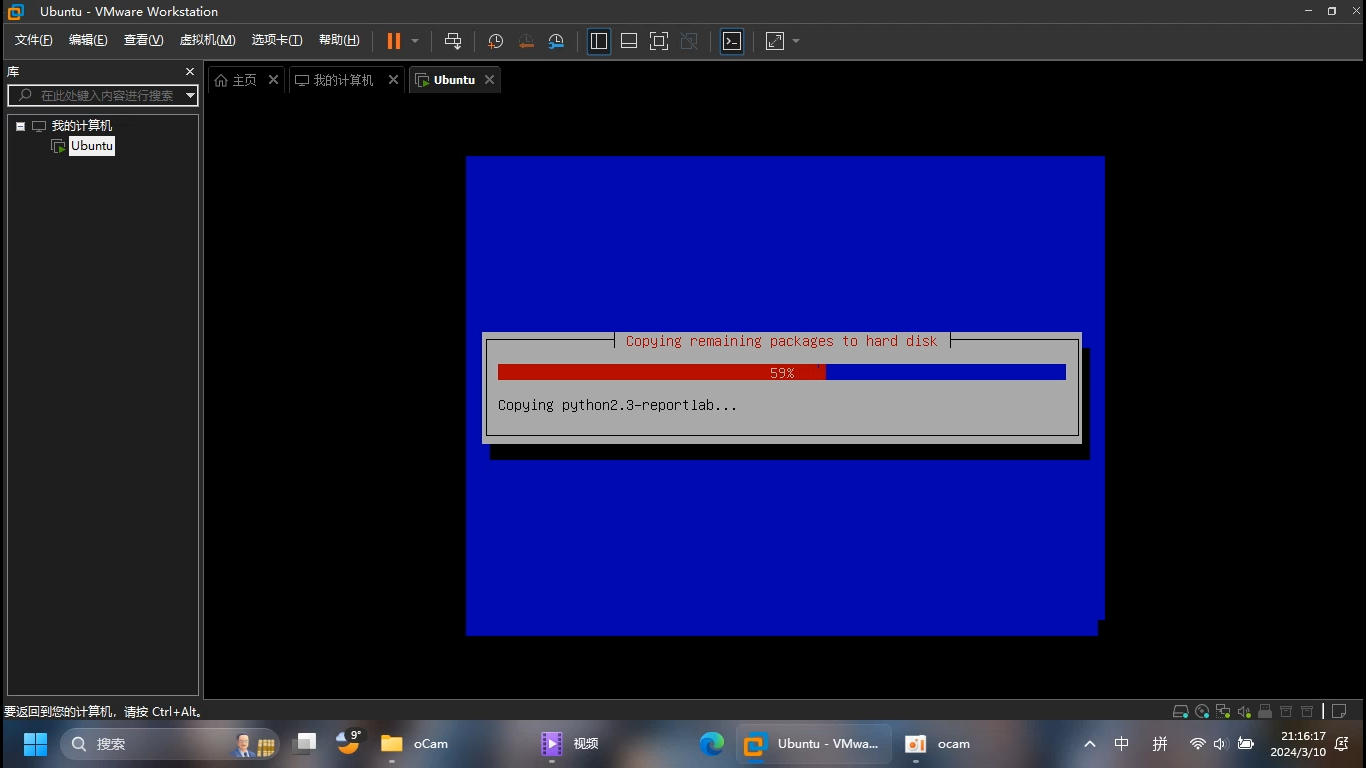 Ubuntu - VMware Workstation
文件(F) 编辑(E) 查看(V) 虚拟机(M) 选项卡(T) 帮助(H)
库
在此处键入内容进行搜索
我的计算机
Ubuntu
主页 我的计算机 Ubuntu
Copying remaining packages to hard disk
59%
Copying python2.3-reportlab...
要返回到您的计算机，请按 Ctrl+Alt。
搜索 9° oCam 视频 Ubuntu - VMwa... ocam 中 拼
21:16:17
2024/3/10